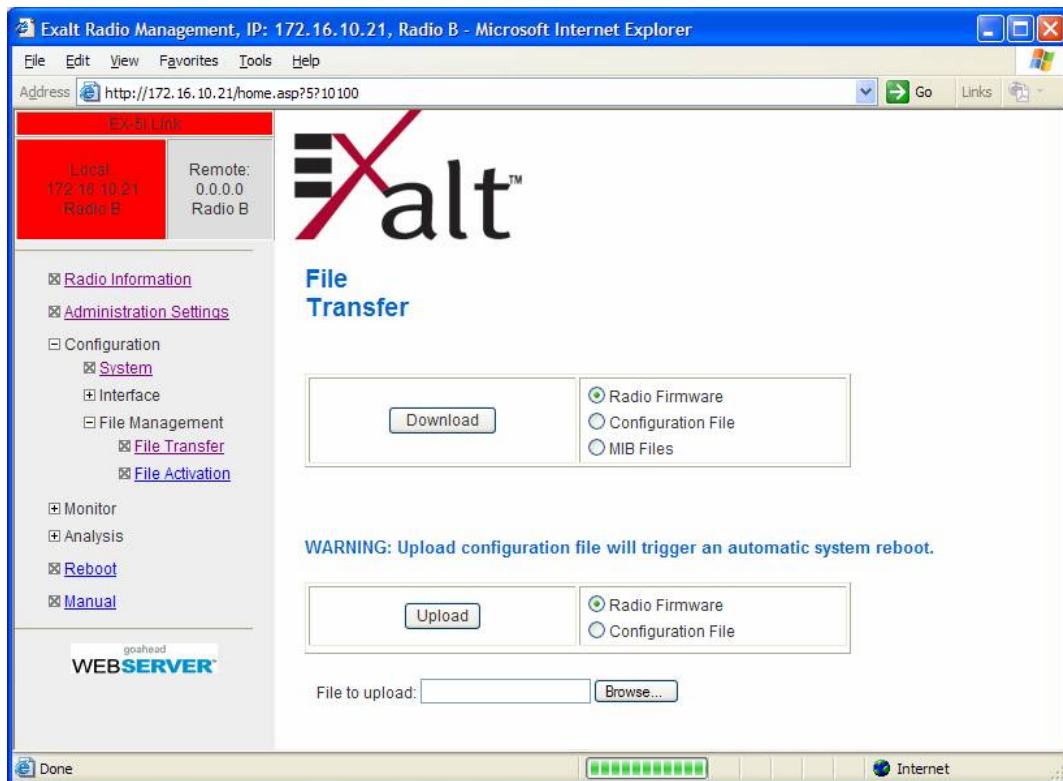 Exalt Radio Management, IP: 172.16.10.21, Radio B - Microsoft Internet Explorer
File Edit View Favorites Tools Help
Address http://172.16.10.21/home.asp?5?10100 Go Links
EX-5i Link
Local:
172.16.10.21
Radio B
Remote:
0.0.0.0
Radio B
Radio Information
Administration Settings
Configuration
System
Interface
File Management
File Transfer
File Activation
Monitor
Analysis
Reboot
Manual
goahead
WEBSERVER
EXalt™
File
Transfer
Download
Radio Firmware
Configuration File
MIB Files
WARNING: Upload configuration file will trigger an automatic system reboot.
Upload
Radio Firmware
Configuration File
File to upload: Browse...
Done Internet